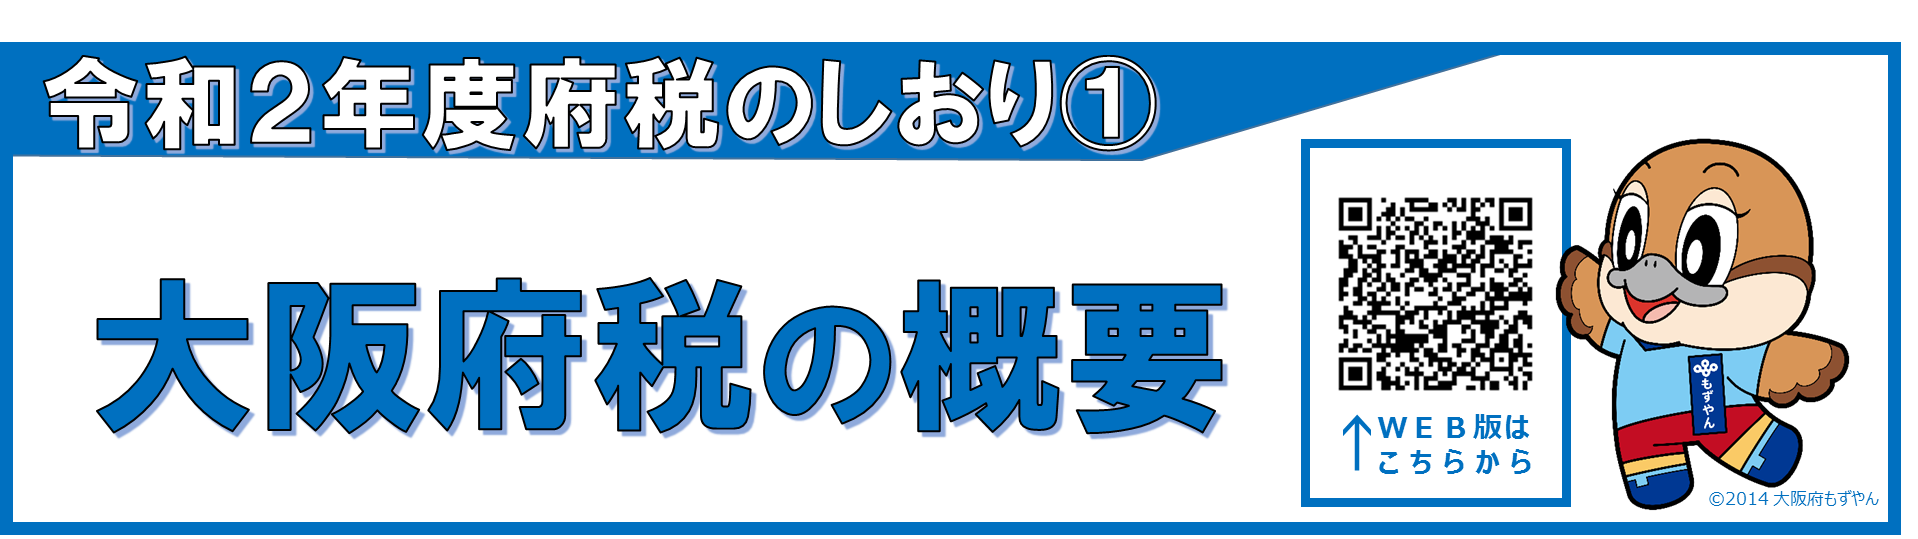 令和２年度府税のしおり①
大阪府税の概要
↑ＷＥＢ版は
こちらから
もずやん
©2014 大阪府もずやん